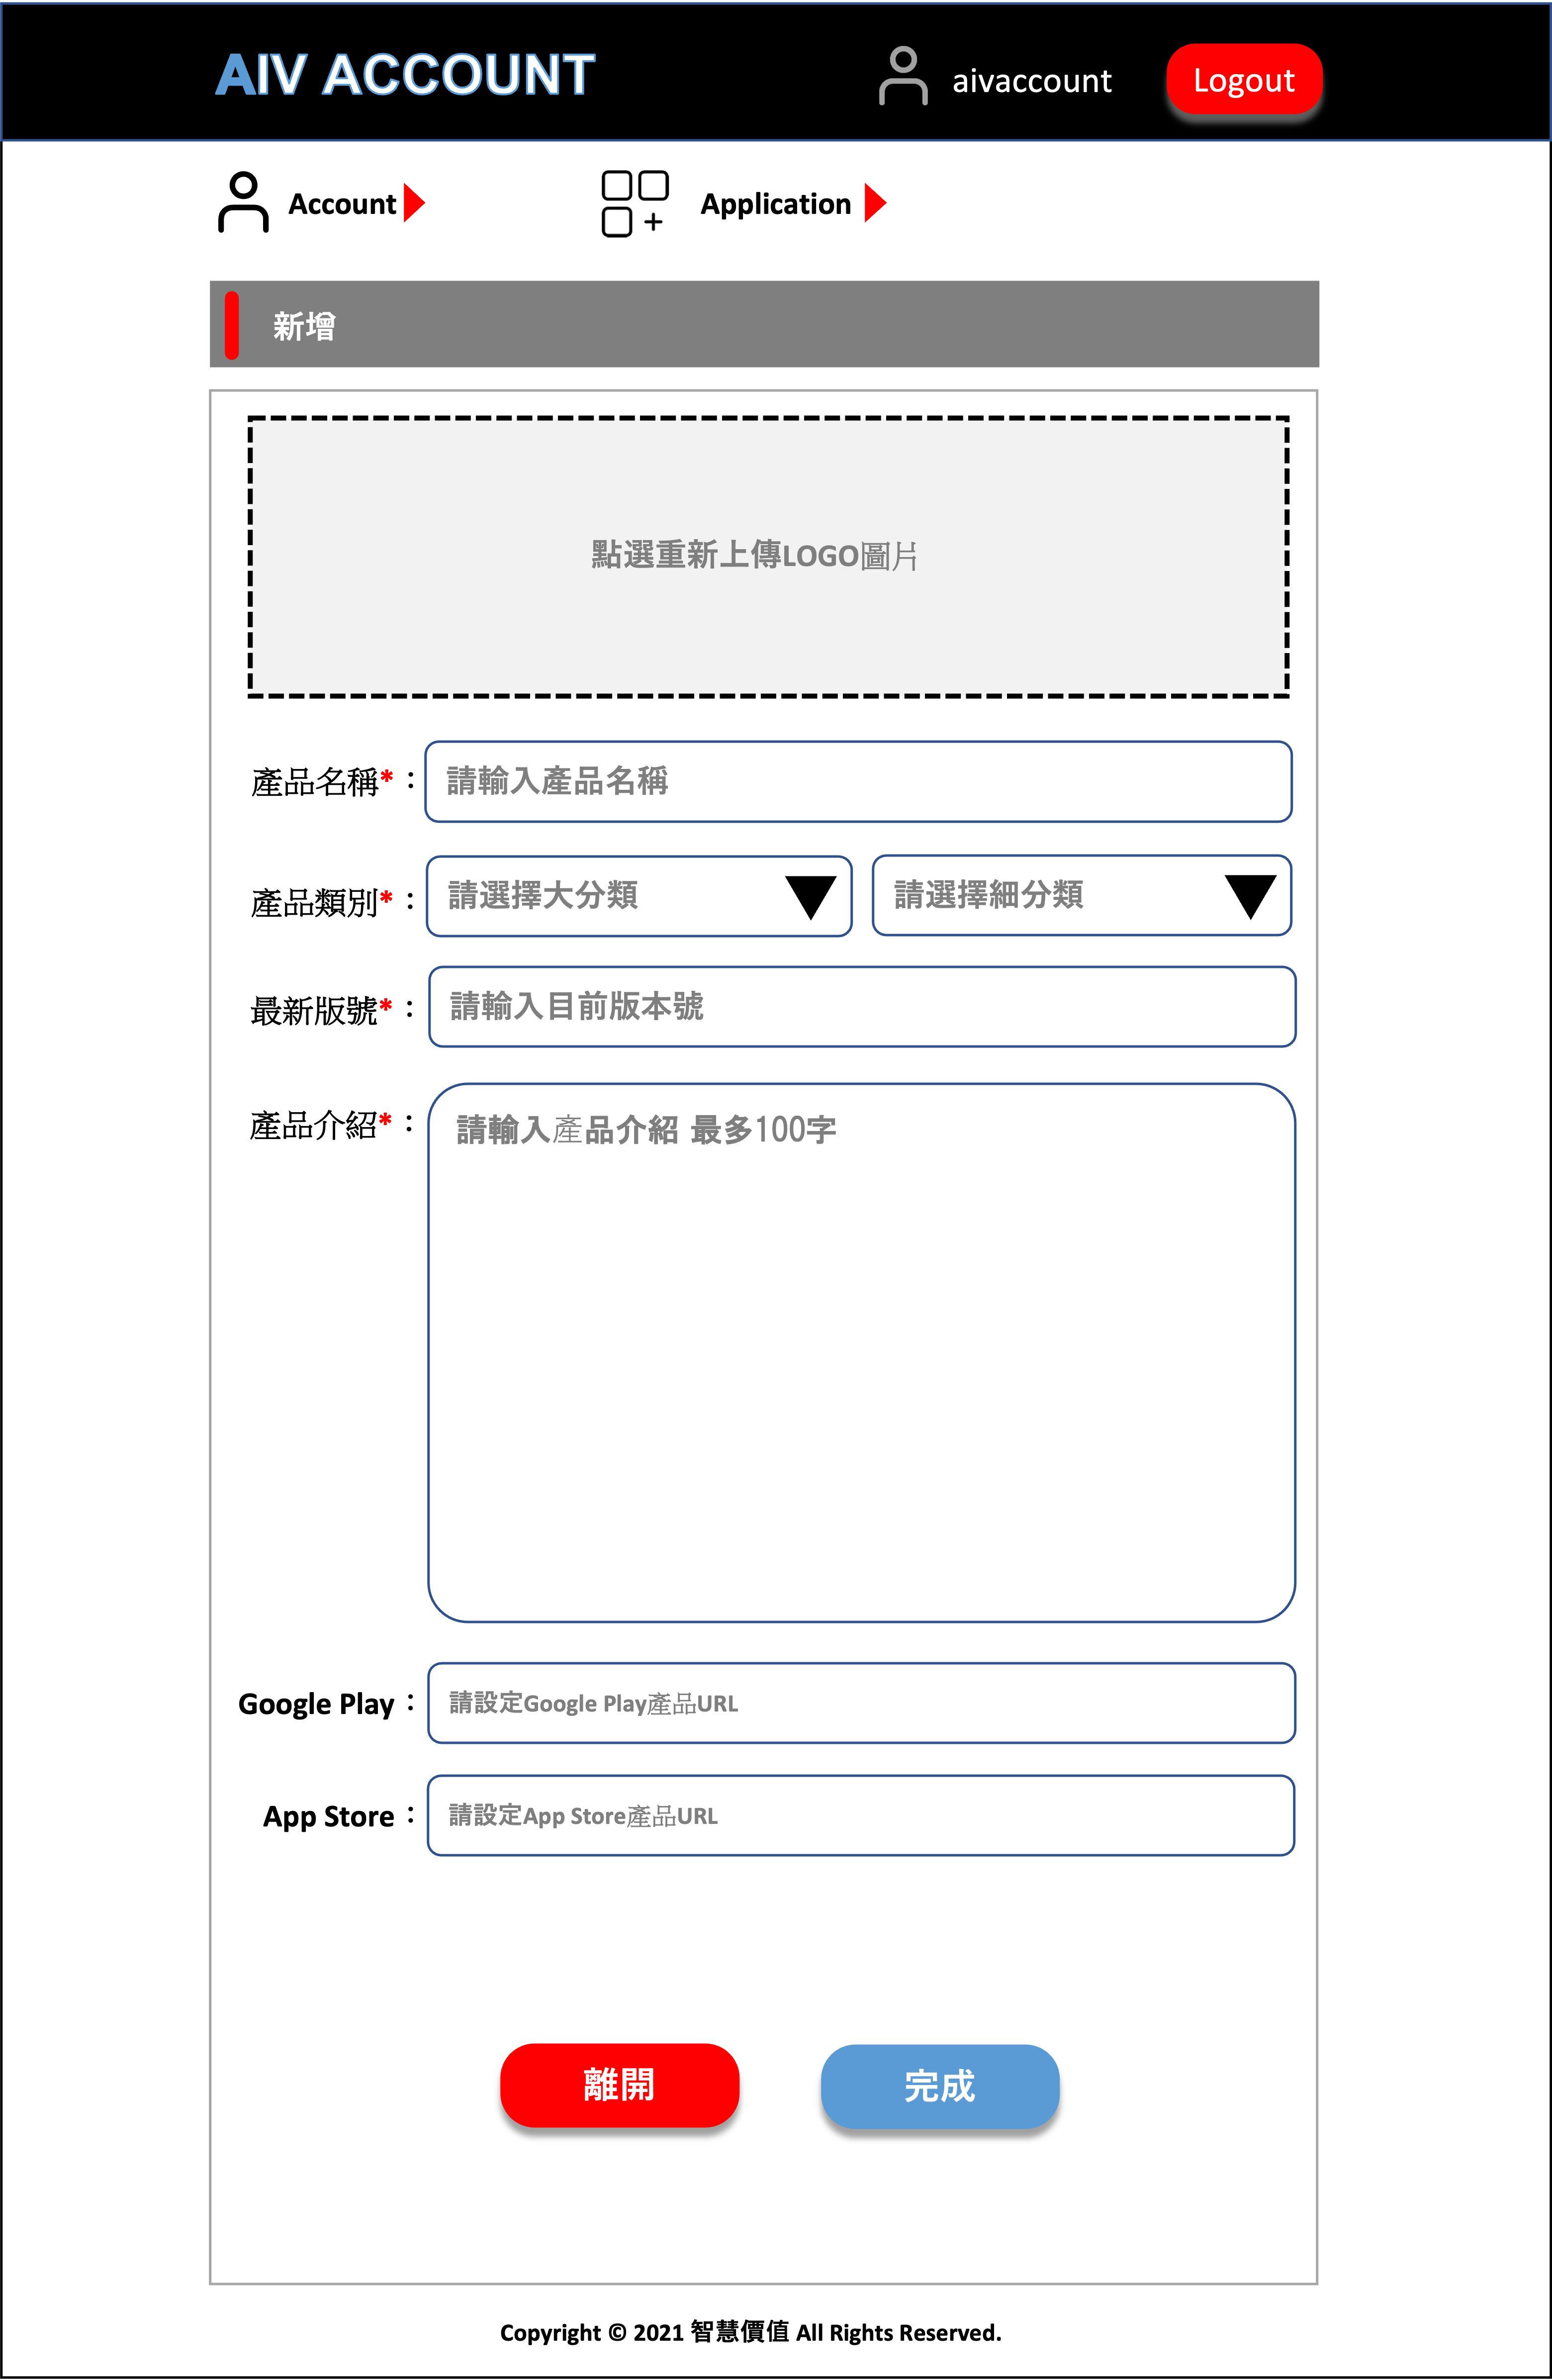 AIV ACCOUNT
aivaccount
Logout
Account
Application
新增
點選重新上傳LOGO圖片
產品名稱*：
請輸入產品名稱
產品類別*：
請選擇大分類
請選擇細分類
最新版號*：
請輸入目前版本號
產品介紹*：
請輸入產品介紹 最多100字
Google Play：
請設定Google Play產品URL
App Store：
請設定App Store產品URL
離開
完成
Copyright © 2021 智慧價值 All Rights Reserved.